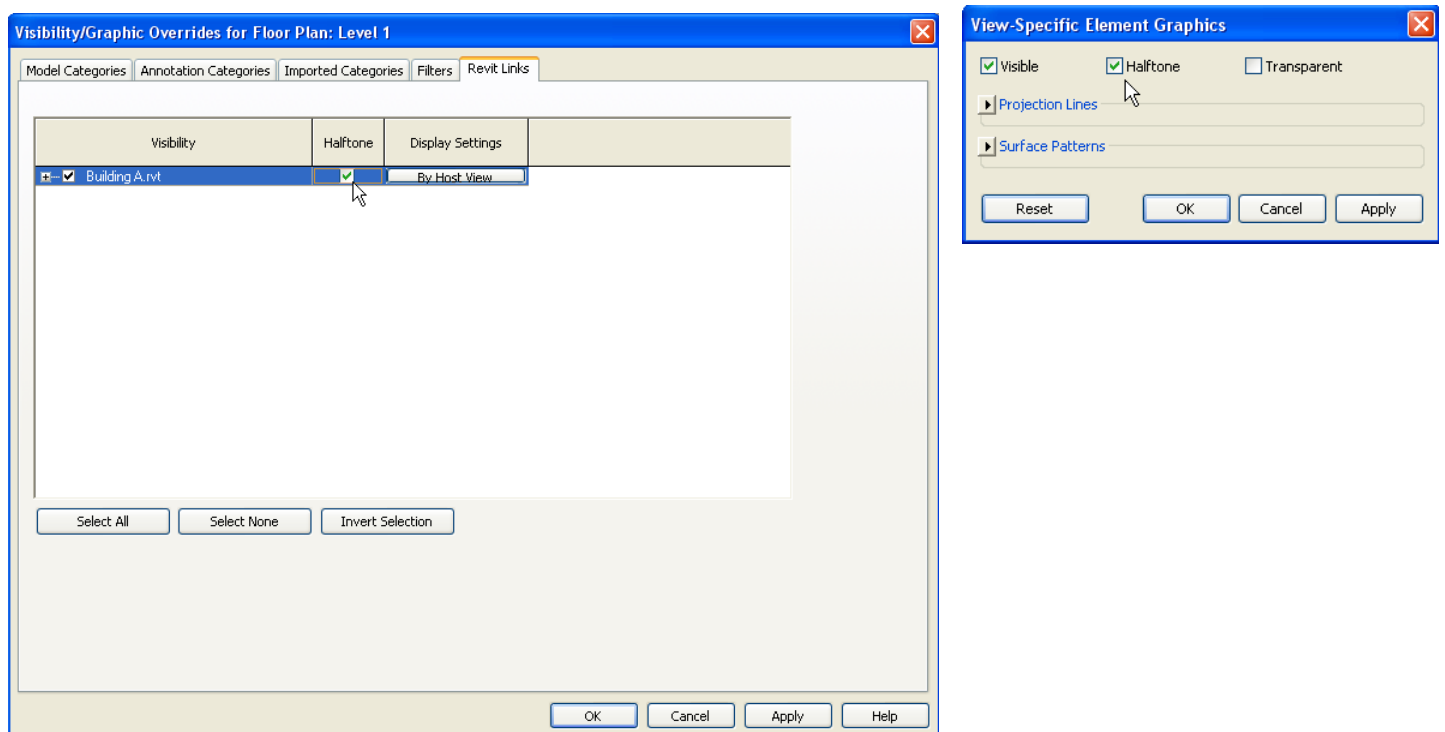 Visibility/Graphic Overrides for Floor Plan: Level 1
Model Categories Annotation Categories Imported Categories Filters Revit Links
Visibility Halftone Display Settings
Building A.rvt By Host View
Select All Select None Invert Selection
OK Cancel Apply Help
View-Specific Element Graphics
Visible Halftone Transparent
Projection Lines
Surface Patterns
Reset OK Cancel Apply